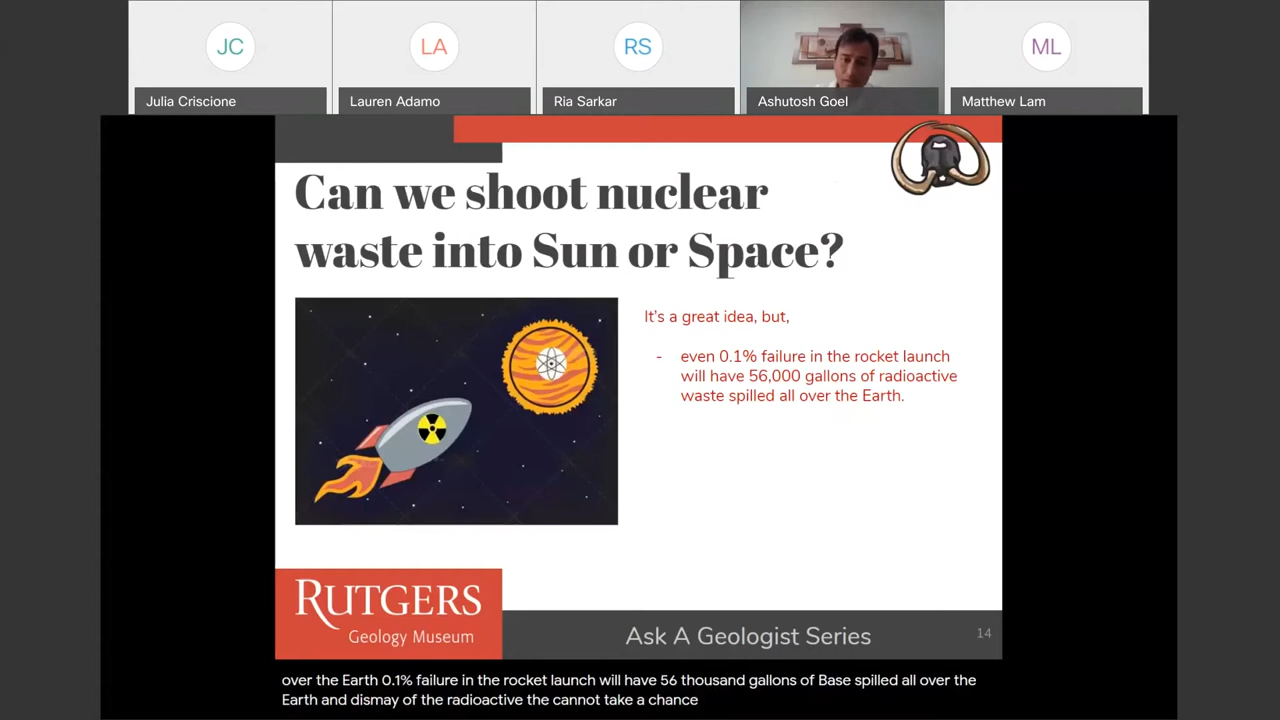 JC
LA
RS
ML
Julia Criscione
Lauren Adamo
Ria Sarkar
Ashutosh Goel
Matthew Lam
Can we shoot nuclear
waste into Sun or Space?
It's a great idea, but,
- even 0.1% failure in the rocket launch
will have 56,000 gallons of radioactive
waste spilled all over the Earth.
RUTGERS
Geology Museum
Ask A Geologist Series
14
over the Earth 0.1% failure in the rocket launch will have 56 thousand gallons of Base spilled all over the
Earth and dismay of the radioactive the cannot take a chance